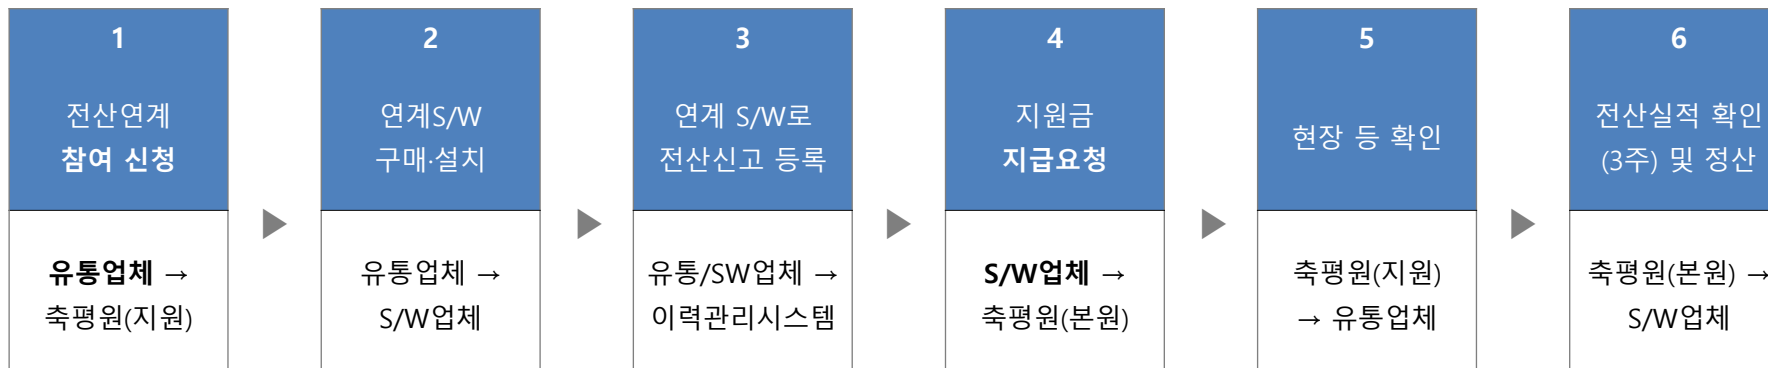 1
전산연계
참여 신청
유통업체 →
축평원(지원)
▶
2
연계S/W
구매·설치
유통업체 →
S/W업체
▶
3
연계 S/W로
전산신고 등록
유통/SW업체 →
이력관리시스템
▶
4
지원금
지급요청
S/W업체 →
축평원(본원)
▶
5
현장 등 확인
축평원(지원)
→ 유통업체
▶
6
전산실적 확인
(3주) 및 정산
축평원(본원) →
S/W업체